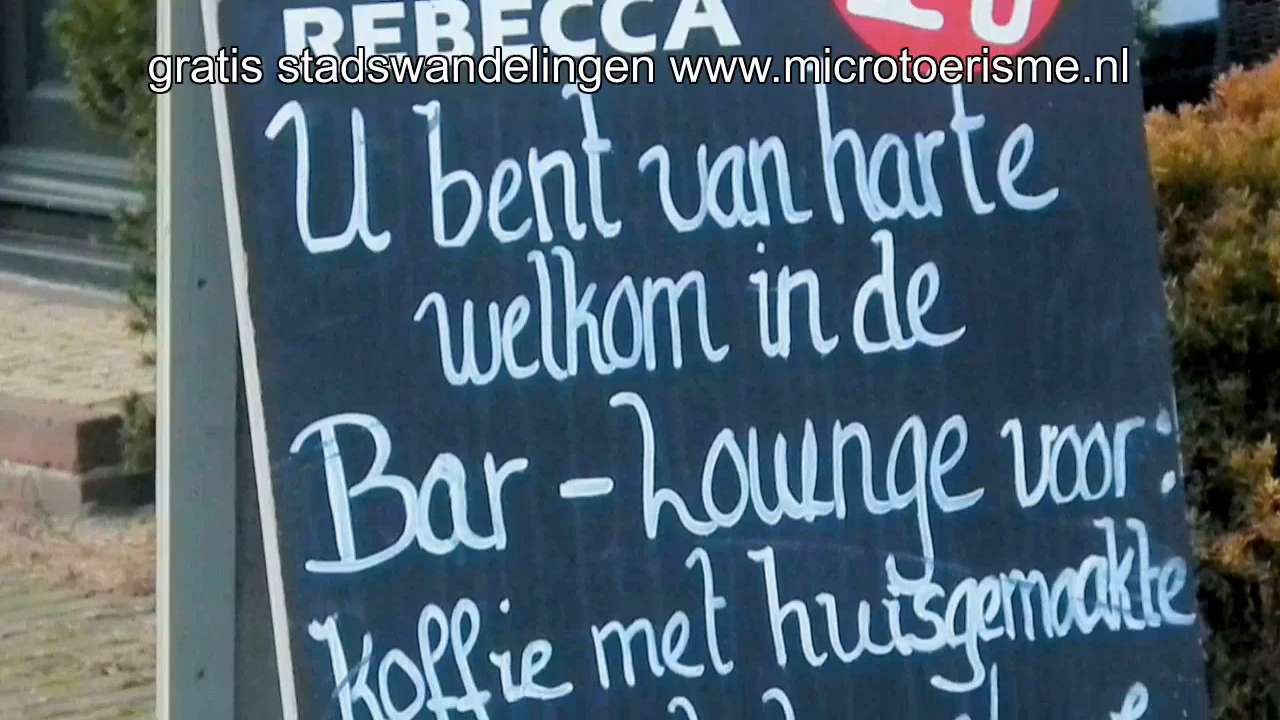 REBECCA
gratis stadswandelingen www.microtoerisme.nl
U bent van harte
welkom in de
Bar - Lounge voor:
koffie met huisgemaakte